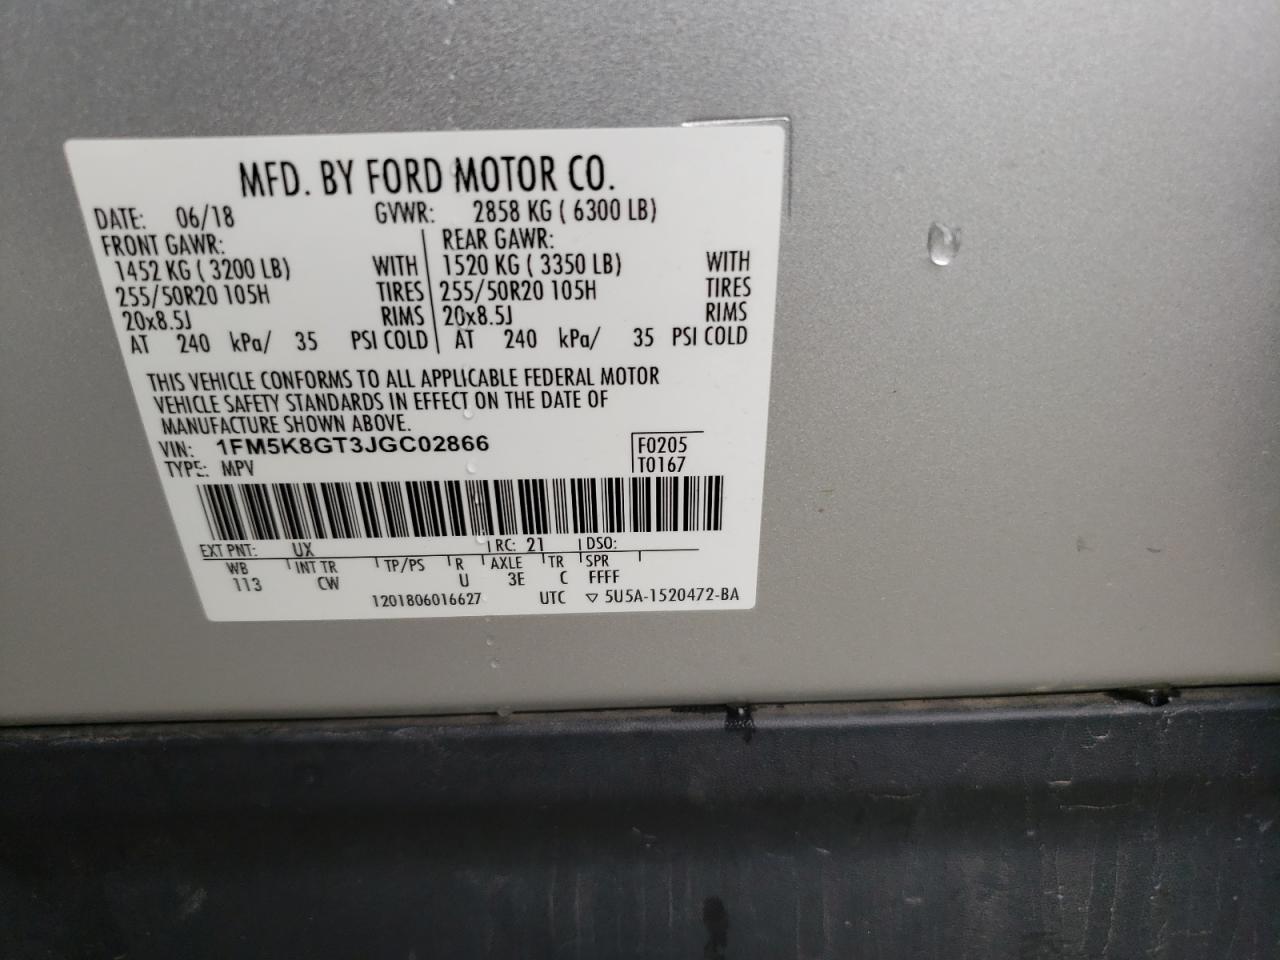 MFD. BY FORD MOTOR CO.
DATE: 06/18 GVWR: 2858 KG ( 6300 LB)
FRONT GAWR: REAR GAWR:
1452 KG ( 3200 LB) WITH 1520 KG ( 3350 LB) WITH
255/50R20 105H TIRES 255/50R20 105H TIRES
20x8.5J RIMS 20x8.5J RIMS
AT 240 kPa/ 35 PSI COLD AT 240 kPa/ 35 PSI COLD
THIS VEHICLE CONFORMS TO ALL APPLICABLE FEDERAL MOTOR
VEHICLE SAFETY STANDARDS IN EFFECT ON THE DATE OF
MANUFACTURE SHOWN ABOVE.
VIN: 1FM5K8GT3JGC02866 F0205
TYPE: MPV T0167
EXT PNT: UX RC: 21 DSO:
WB INT TR TP/PS R AXLE TR SPR
113 CW U 3E C FFFF
1201806016627 UTC ▽ 5U5A-1520472-BA